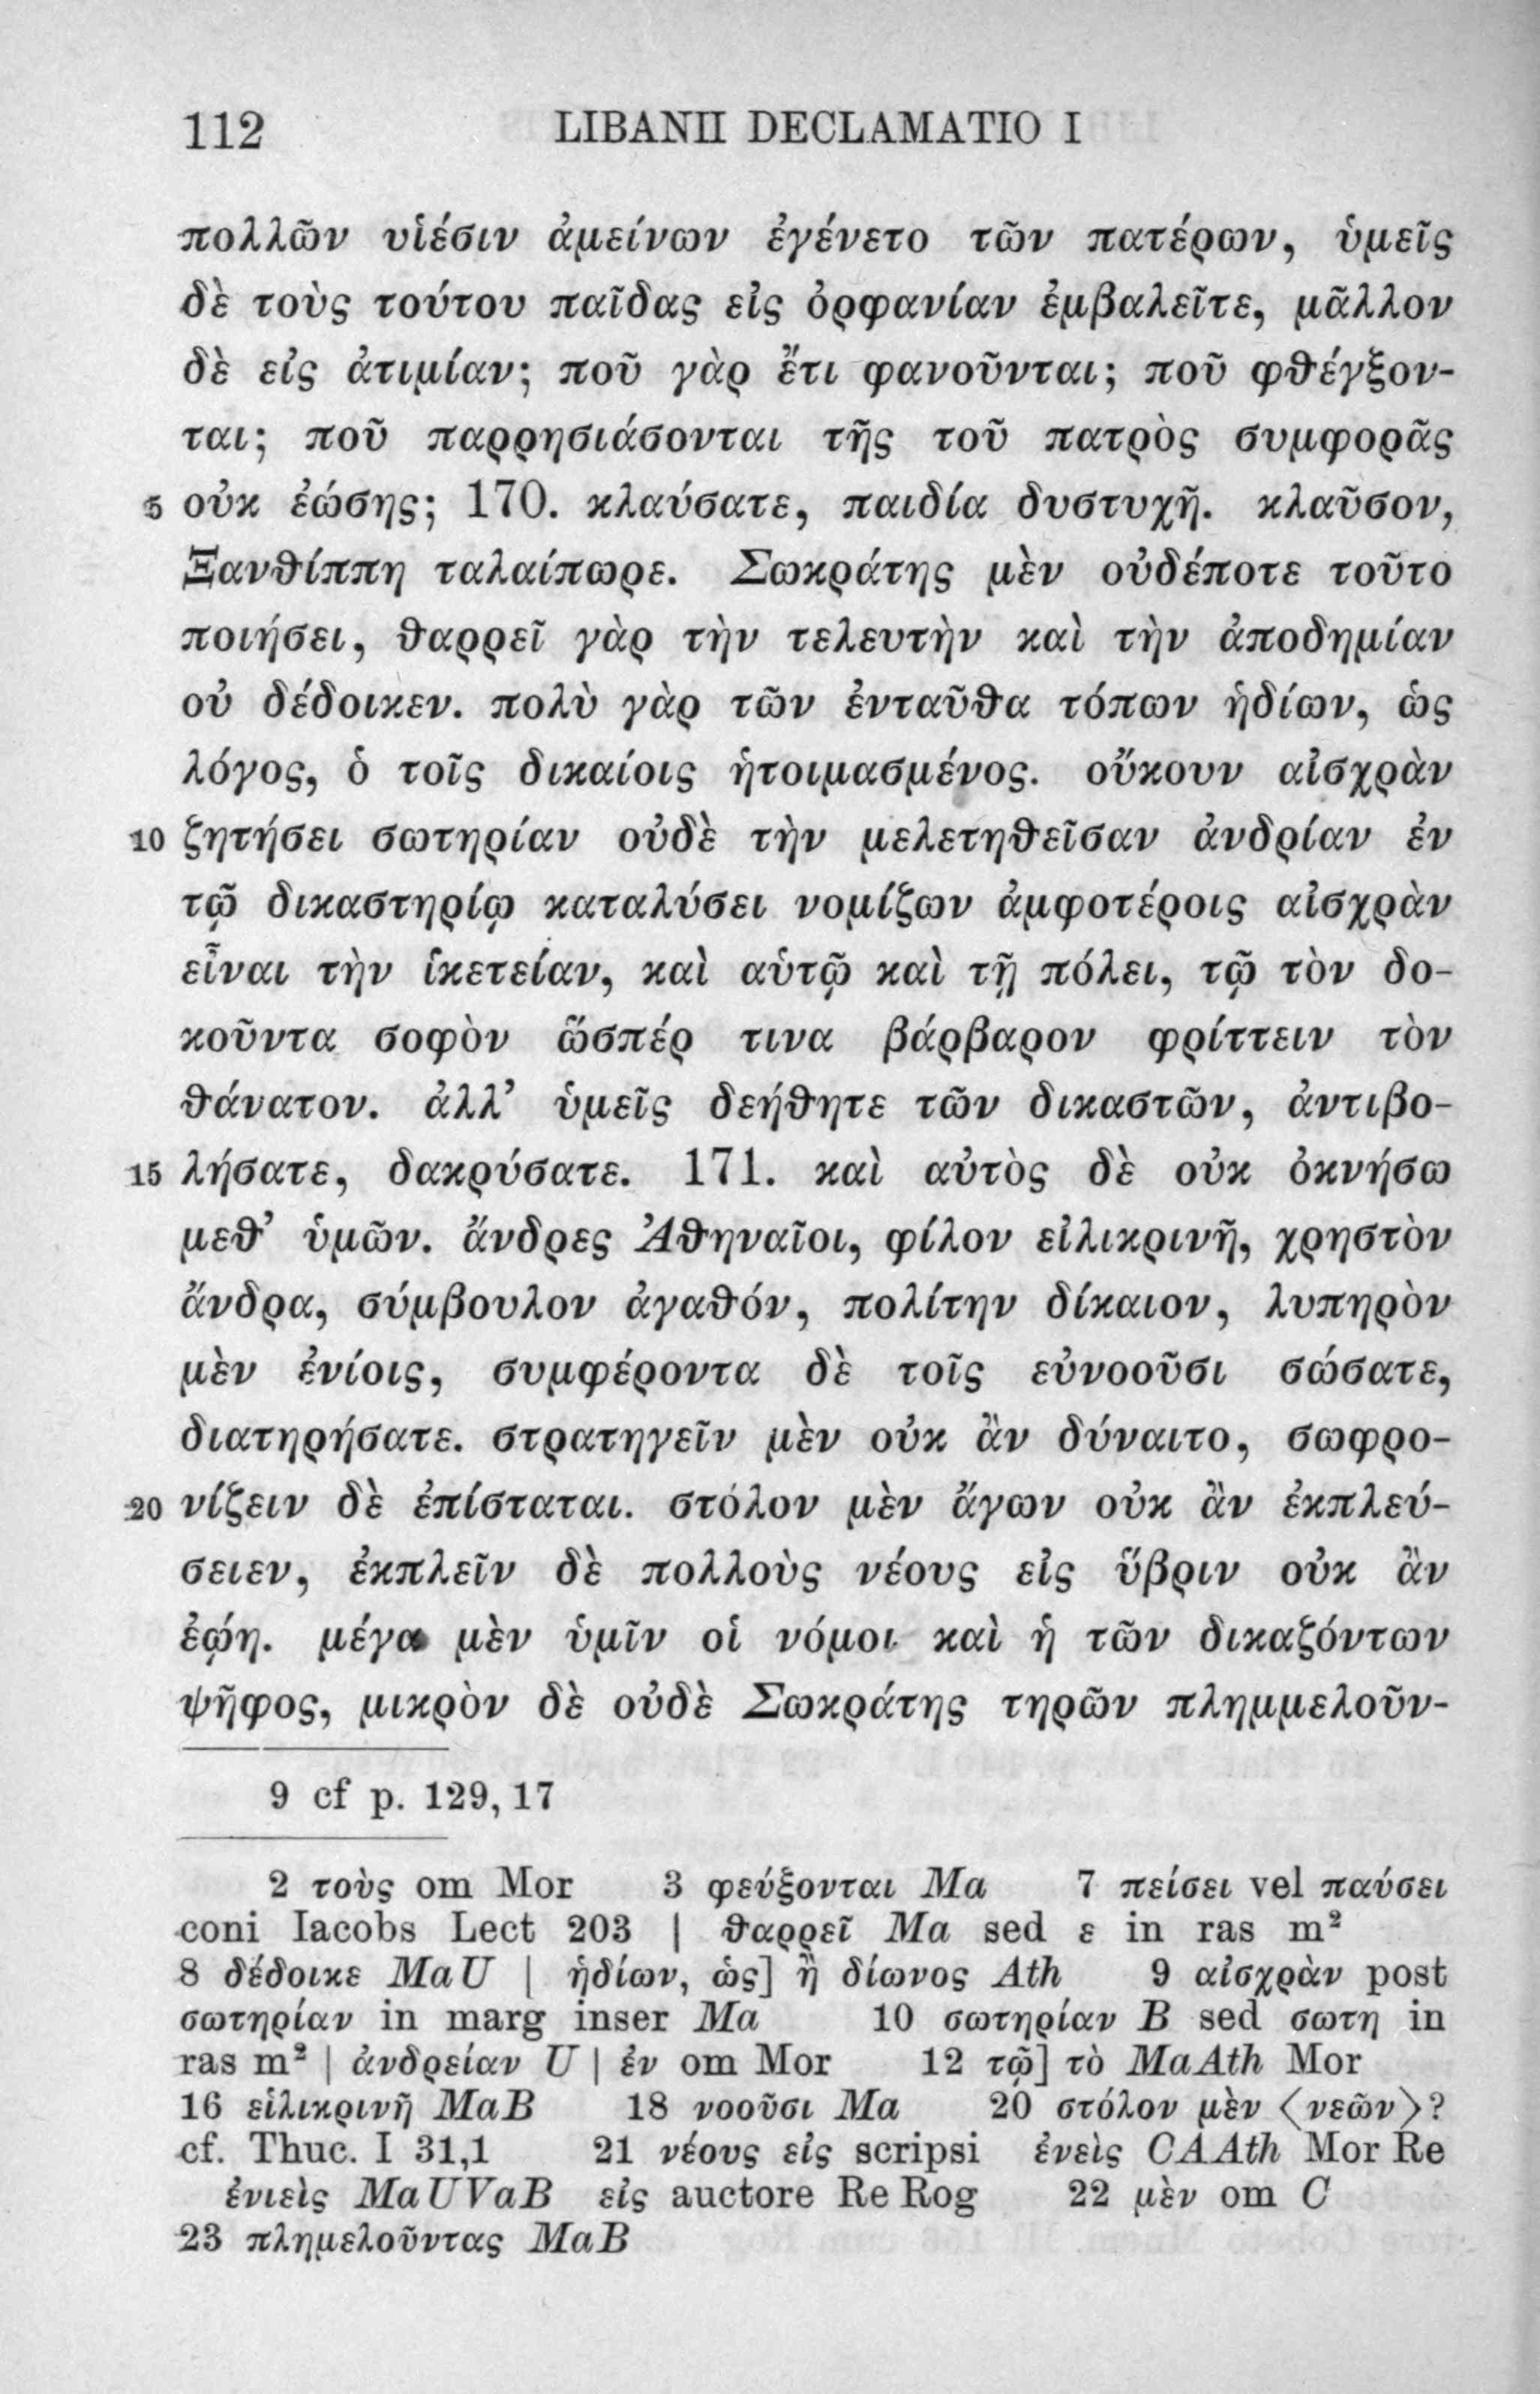 112 LIBANII DECLAMATIO I
πολλῶν υἱέσιν ἀμείνων ἐγένετο τῶν πατέρων, ὑμεῖς
δὲ τοὺς τούτου παῖδας εἰς ὀρφανίαν ἐμβαλεῖτε, μᾶλλον
δὲ εἰς ἀτιμίαν; ποῦ γὰρ ἔτι φανοῦνται; ποῦ φθέγξον-
ται; ποῦ παρρησιάσονται τῆς τοῦ πατρὸς συμφορᾶς
5 οὐκ ἐώσης; 170. κλαύσατε, παιδία δυστυχῆ. κλαῦσον,
Ξανθίππη ταλαίπωρε. Σωκράτης μὲν οὐδέποτε τοῦτο
ποιήσει, θαρρεῖ γὰρ τὴν τελευτὴν καὶ τὴν ἀποδημίαν
οὐ δέδοικεν. πολὺ γὰρ τῶν ἐνταῦθα τόπων ἡδίων, ὡς
λόγος, ὁ τοῖς δικαίοις ἡτοιμασμένος. οὔκουν αἰσχρὰν
10 ζητήσει σωτηρίαν οὐδὲ τὴν μελετηθεῖσαν ἀνδρίαν ἐν
τῷ δικαστηρίῳ καταλύσει νομίζων ἀμφοτέροις αἰσχρὰν
εἶναι τὴν ἱκετείαν, καὶ αὑτῷ καὶ τῇ πόλει, τῷ τὸν δο-
κοῦντα σοφὸν ὥσπέρ τινα βάρβαρον φρίττειν τὸν
θάνατον. ἀλλ’ ὑμεῖς δεήθητε τῶν δικαστῶν, ἀντιβο-
15 λήσατε, δακρύσατε. 171. καὶ αὐτὸς δὲ οὐκ ὀκνήσω
μεθ’ ὑμῶν. ἄνδρες Ἀθηναῖοι, φίλον εἰλικρινῆ, χρηστὸν
ἄνδρα, σύμβουλον ἀγαθόν, πολίτην δίκαιον, λυπηρὸν
μὲν ἐνίοις, συμφέροντα δὲ τοῖς εὐνοοῦσι σώσατε,
διατηρήσατε. στρατηγεῖν μὲν οὐκ ἂν δύναιτο, σωφρο-
20 νίζειν δὲ ἐπίσταται. στόλον μὲν ἄγων οὐκ ἂν ἐκπλεύ-
σειεν, ἐκπλεῖν δὲ πολλοὺς νέους εἰς ὕβριν οὐκ ἂν
ἐῴη. μέγα μὲν ὑμῖν οἱ νόμοι καὶ ἡ τῶν δικαζόντων
ψῆφος, μικρὸν δὲ οὐδὲ Σωκράτης τηρῶν πλημμελοῦν-
9 cf p. 129, 17
2 τοὺς om Mor 3 φεύξονται Ma 7 πείσει vel παύσει
coni Iacobs Lect 203 | θαρρεῖ Ma sed ε in ras m²
8 δέδοικε MaU | ἡδίων, ὡς] ἢ δίωνος Ath 9 αἰσχρὰν post
σωτηρίαν in marg inser Ma 10 σωτηρίαν B sed σωτη in
ras m² | ἀνδρείαν U | ἐν om Mor 12 τῷ] τὸ MaAth Mor
16 εἱλικρινῆ MaB 18 νοοῦσι Ma 20 στόλον μὲν 〈νεῶν〉?
cf. Thuc. I 31,1 21 νέους εἰς scripsi ἐνεὶς CAAth Mor Re
ἐνιεὶς MaUVaB εἰς auctore Re Rog 22 μὲν om C
23 πλημελοῦντας MaB